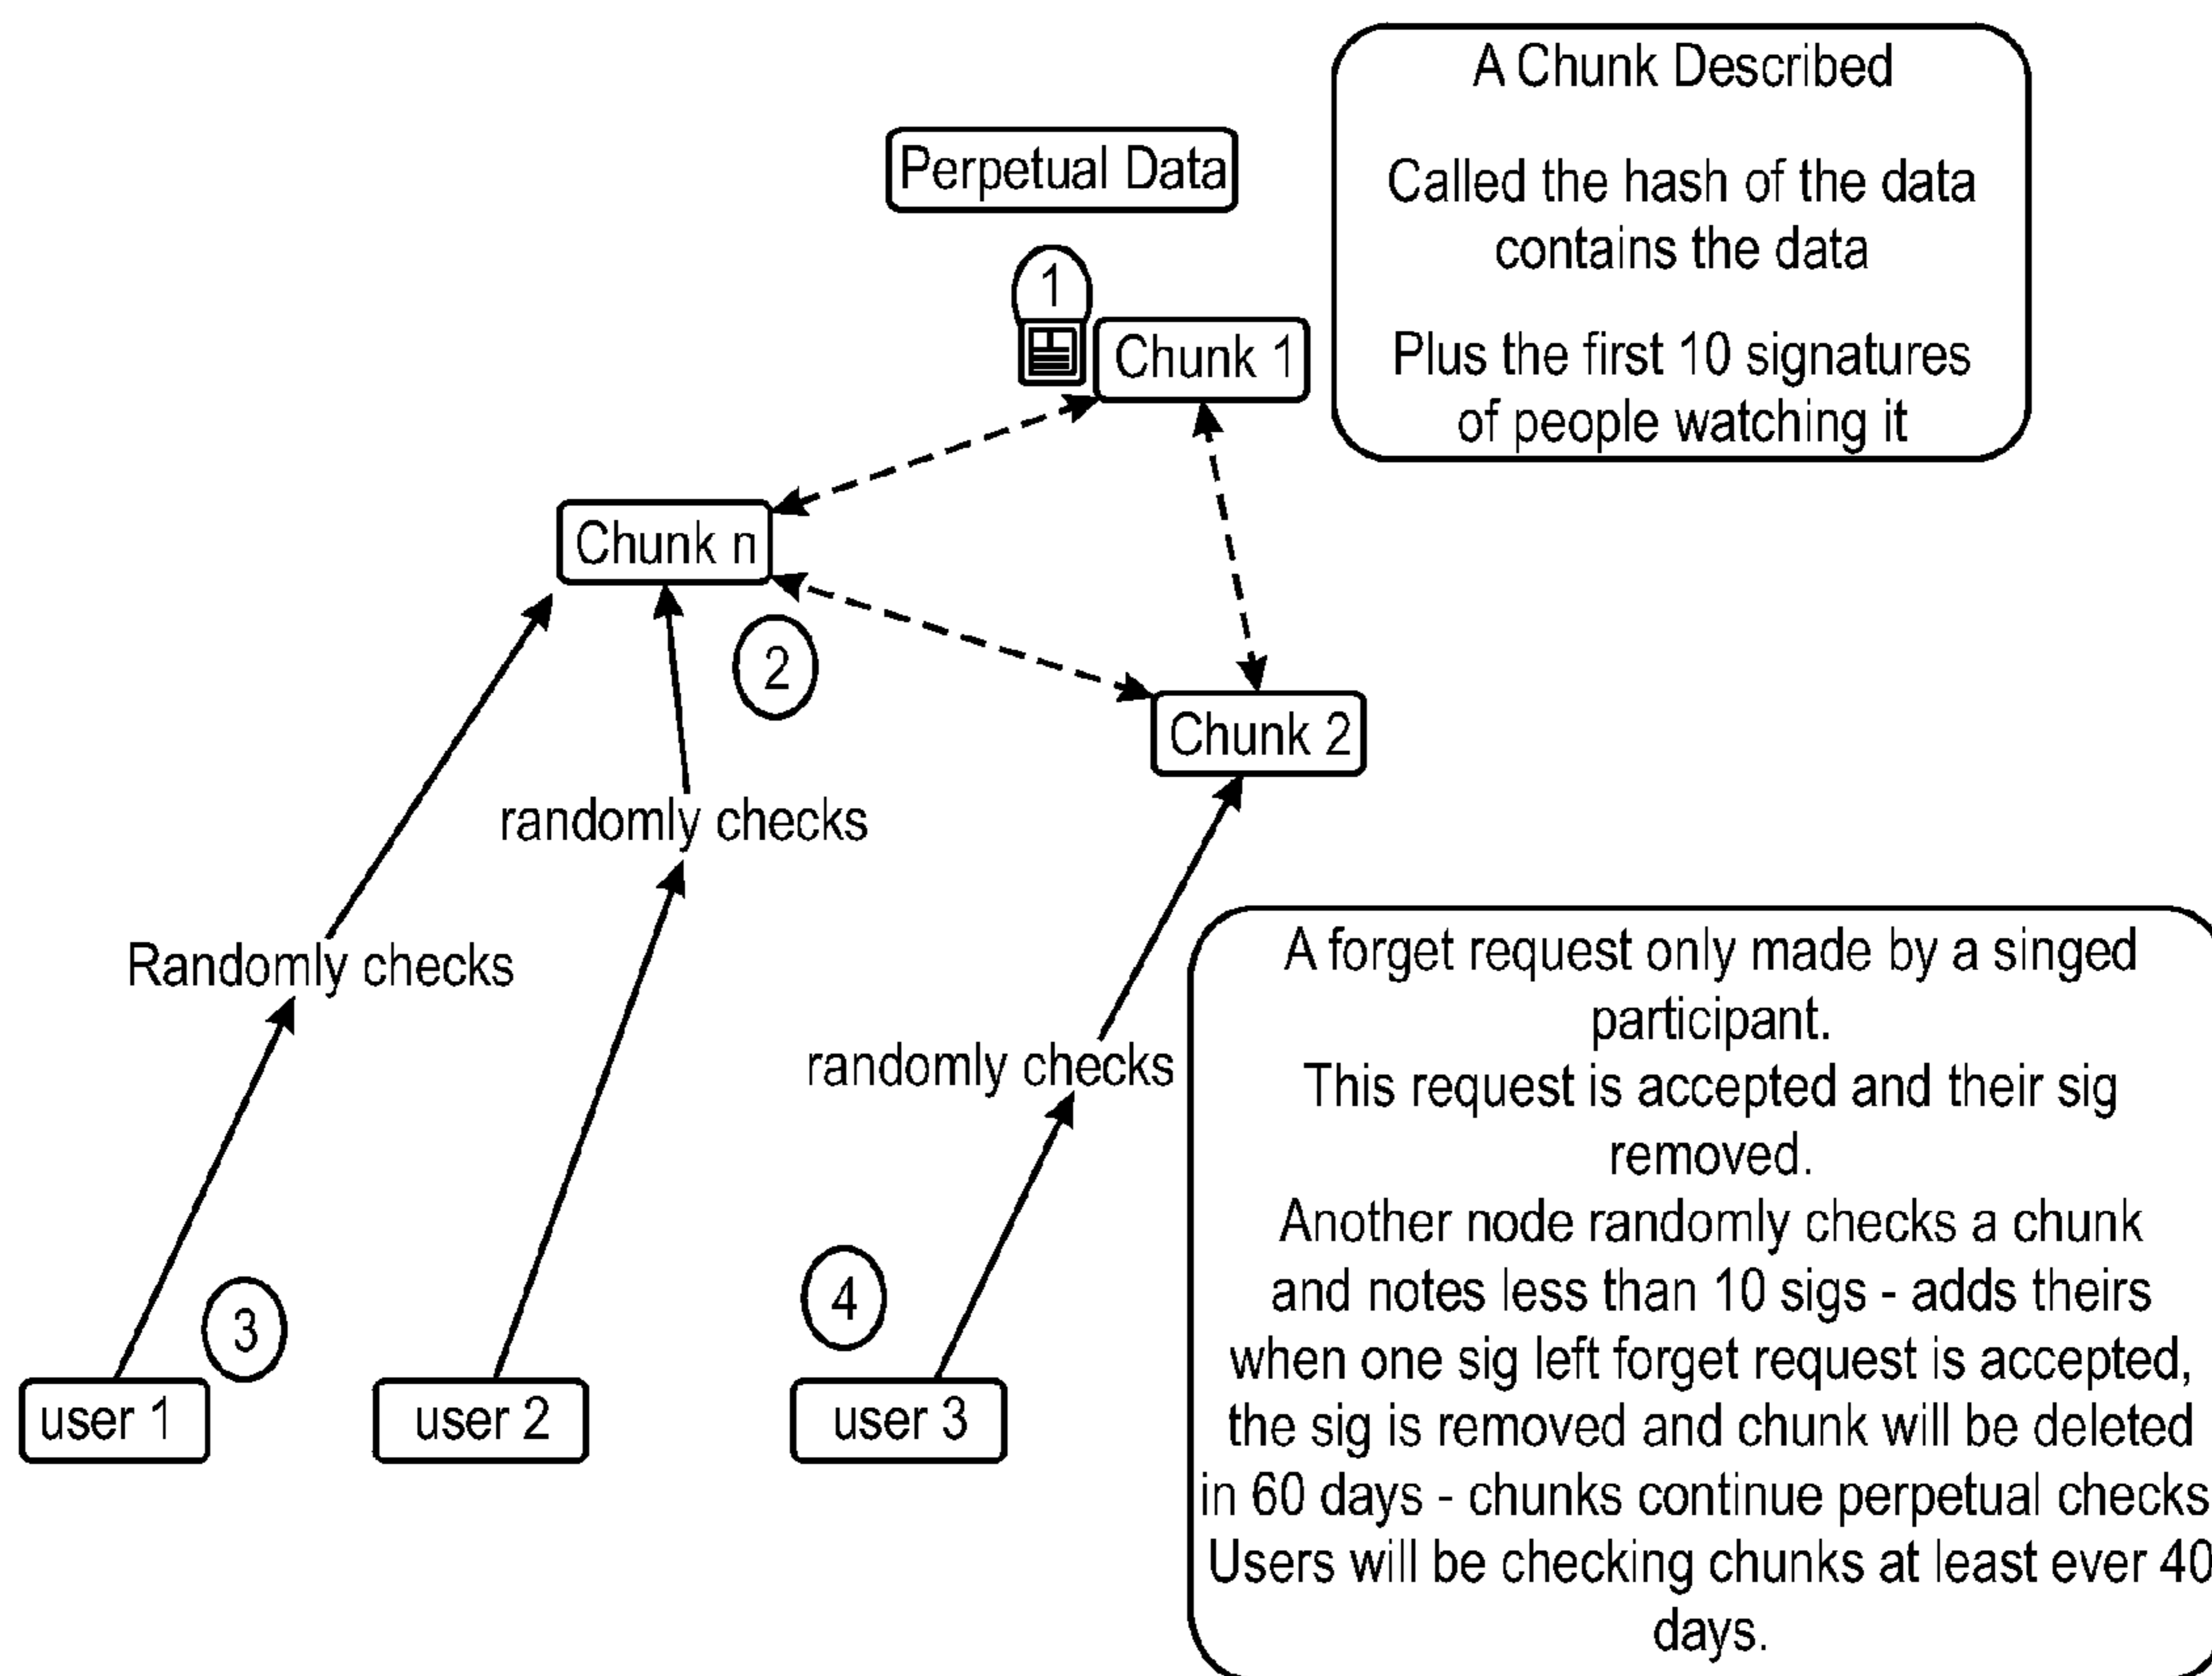 A Chunk Described
Called the hash of the data
contains the data
Plus the first 10 signatures
of people watching it
Perpetual Data
1
Chunk 1
Chunk n
2
Chunk 2
randomly checks
Randomly checks
randomly checks
3
4
user 1
user 2
user 3
A forget request only made by a singed
participant.
This request is accepted and their sig
removed.
Another node randomly checks a chunk
and notes less than 10 sigs - adds theirs
when one sig left forget request is accepted,
the sig is removed and chunk will be deleted
in 60 days - chunks continue perpetual checks
Users will be checking chunks at least ever 40
days.